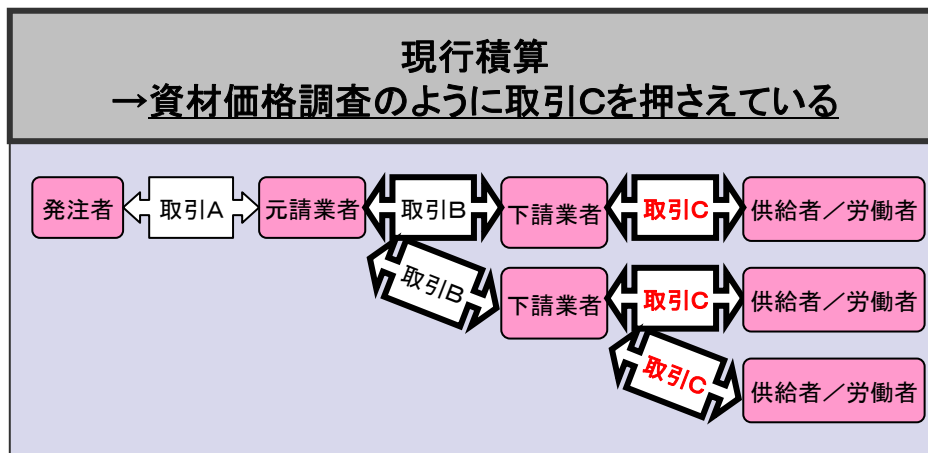 現行積算
→資材価格調査のように取引Cを押さえている
発注者
取引A
元請業者
取引B
下請業者
取引C
供給者／労働者
取引B
下請業者
取引C
供給者／労働者
取引C
供給者／労働者